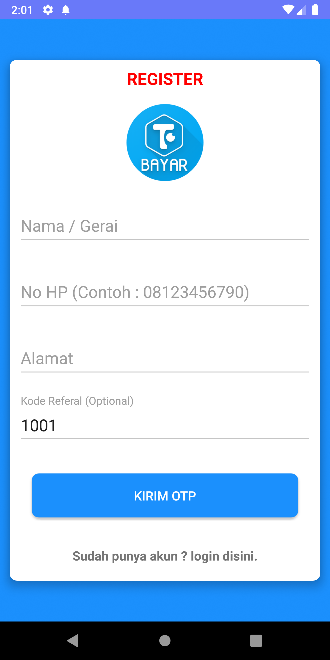 2:01
REGISTER
T
BAYAR
Nama / Gerai
No HP (Contoh : 08123456790)
Alamat
Kode Referal (Optional)
1001
KIRIM OTP
Sudah punya akun ? login disini.